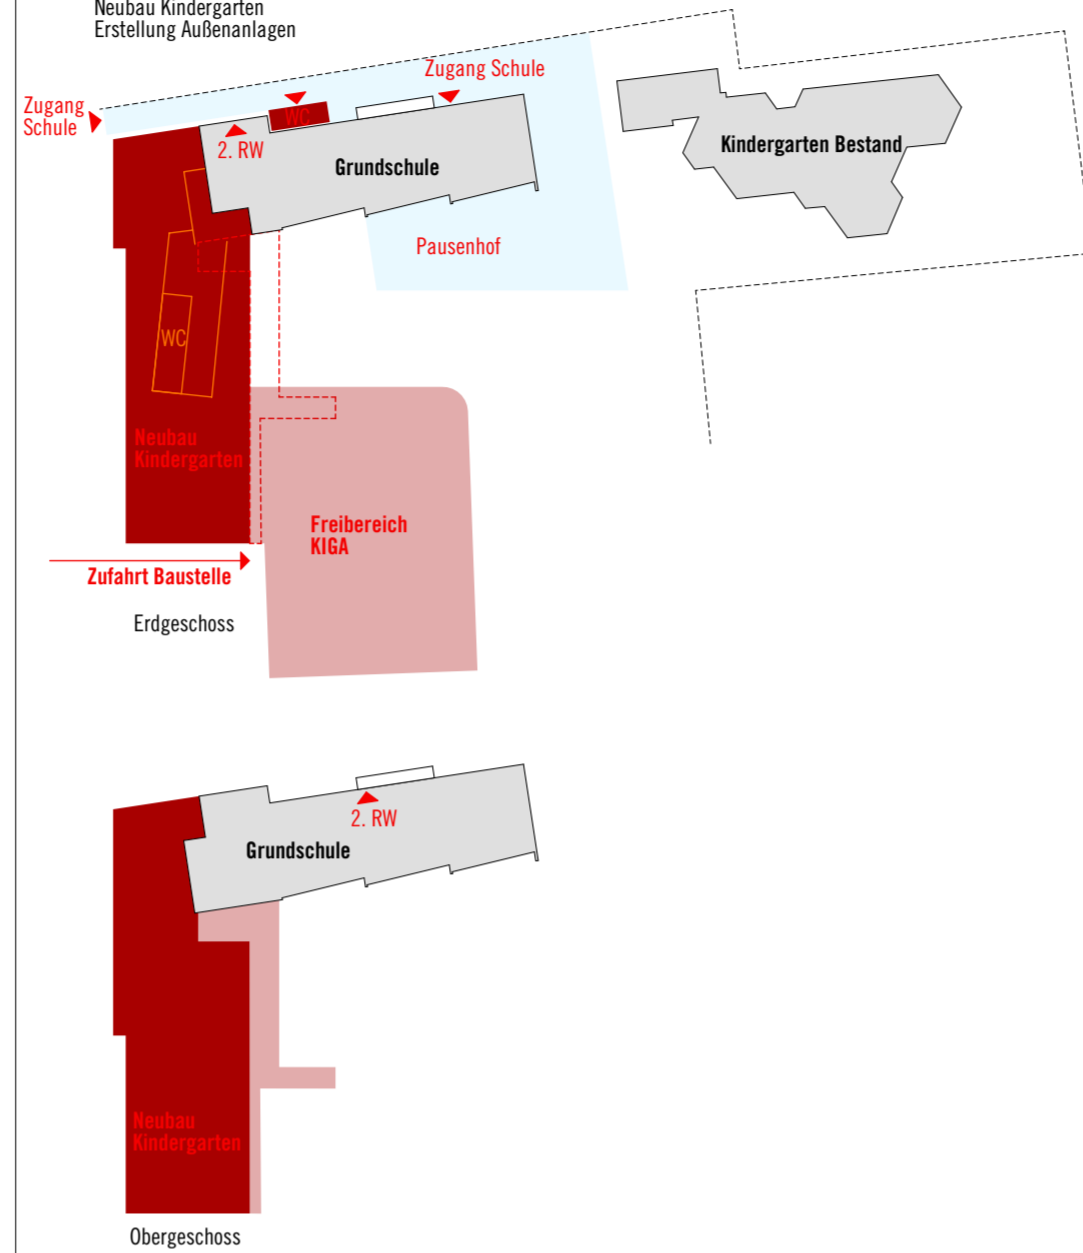 Neubau Kindergarten
Erstellung Außenanlagen
Zugang Schule
Zugang
Schule
WC
2. RW
Grundschule
Kindergarten Bestand
Pausenhof
WC
Neubau
Kindergarten
Freibereich
KIGA
Zufahrt Baustelle
Erdgeschoss
2. RW
Grundschule
Neubau
Kindergarten
Obergeschoss